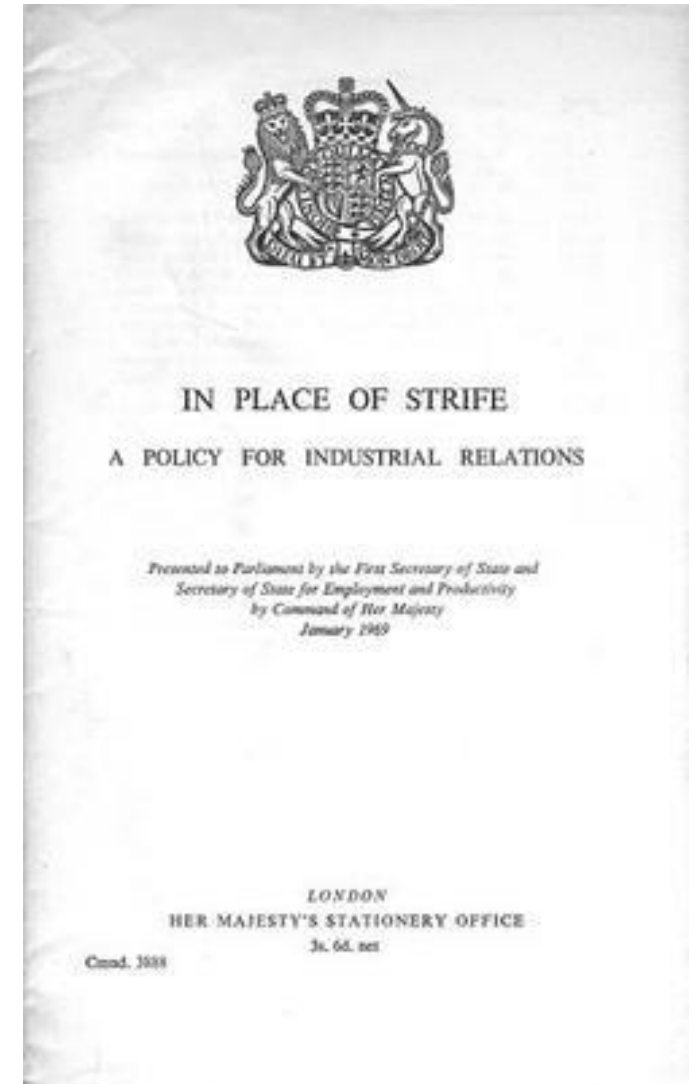 IN PLACE OF STRIFE
A POLICY FOR INDUSTRIAL RELATIONS
Presented to Parliament by the First Secretary of State and
Secretary of State for Employment and Productivity
by Command of Her Majesty
January 1969
LONDON
HER MAJESTY'S STATIONERY OFFICE
3s. 6d. net
Cmnd. 3888